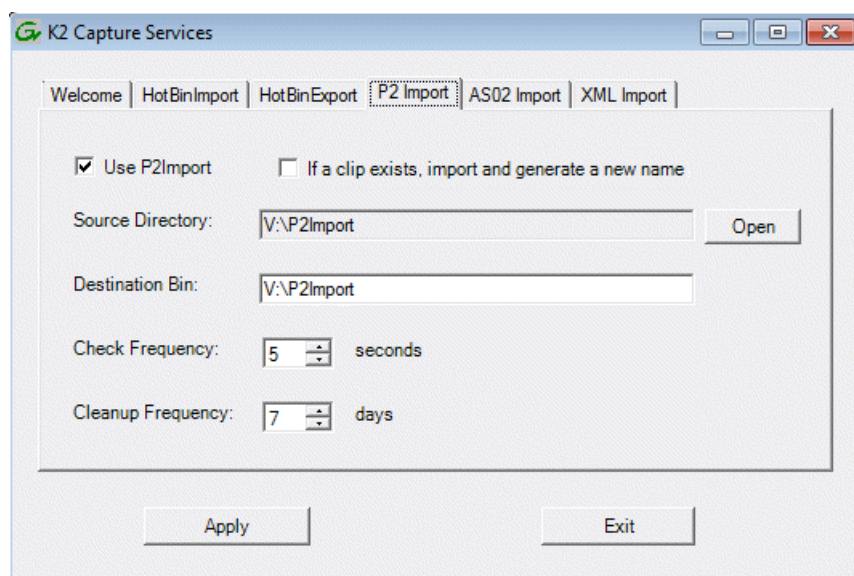 K2 Capture Services
Welcome HotBinImport HotBinExport P2 Import AS02 Import XML Import
Use P2Import If a clip exists, import and generate a new name
Source Directory: V:\P2Import Open
Destination Bin: V:\P2Import
Check Frequency: 5 seconds
Cleanup Frequency: 7 days
Apply Exit